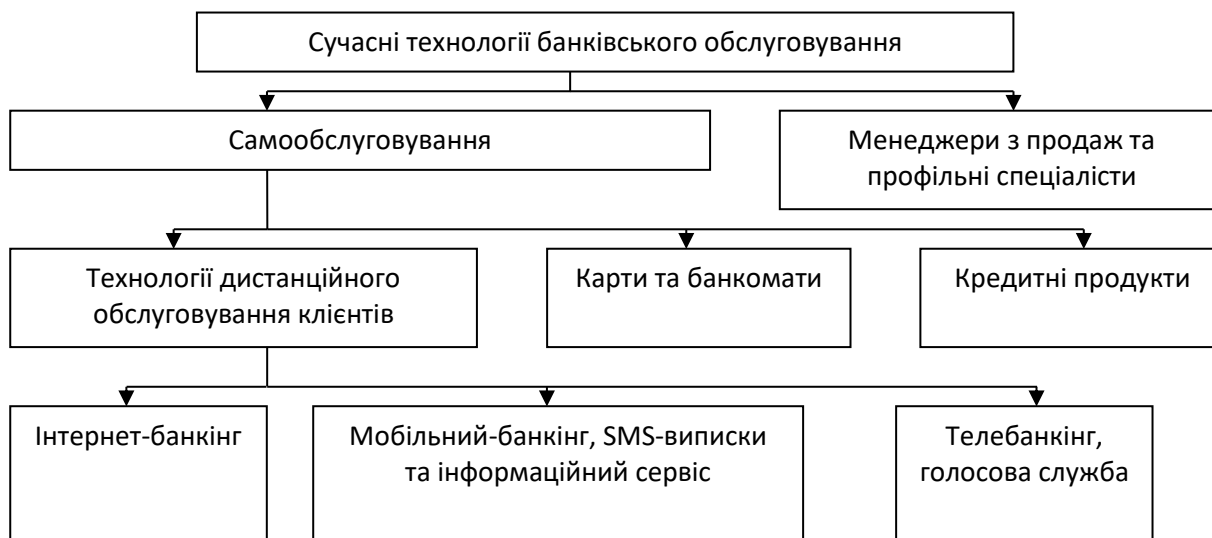 Сучасні технології банківського обслуговування
Самообслуговування
Менеджери з продаж та
профільні спеціалісти
Технології дистанційного
обслуговування клієнтів
Карти та банкомати
Кредитні продукти
Інтернет-банкінг
Мобільний-банкінг, SMS-виписки
та інформаційний сервіс
Телебанкінг,
голосова служба